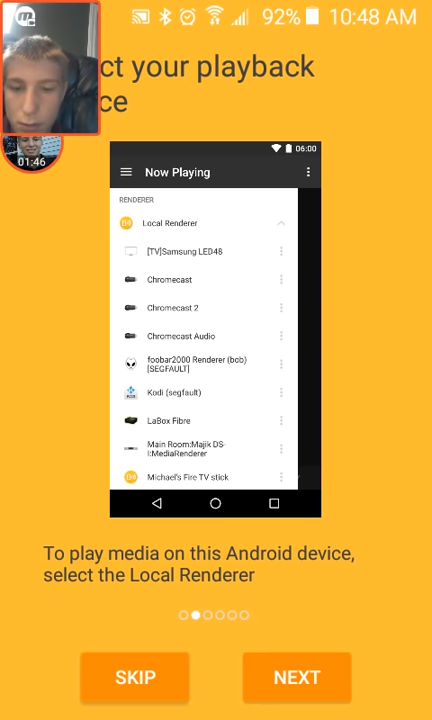 92% 10:48 AM
ct your playback
ce
01:46
06:00
Now Playing
RENDERER
Local Renderer
[TV]Samsung LED48
Chromecast
Chromecast 2
Chromecast Audio
foobar2000 Renderer (bob)
[SEGFAULT]
Kodi (segfault)
LaBox Fibre
Main Room:Majik DS-
I:MediaRenderer
Michael's Fire TV stick
To play media on this Android device,
select the Local Renderer
SKIP
NEXT